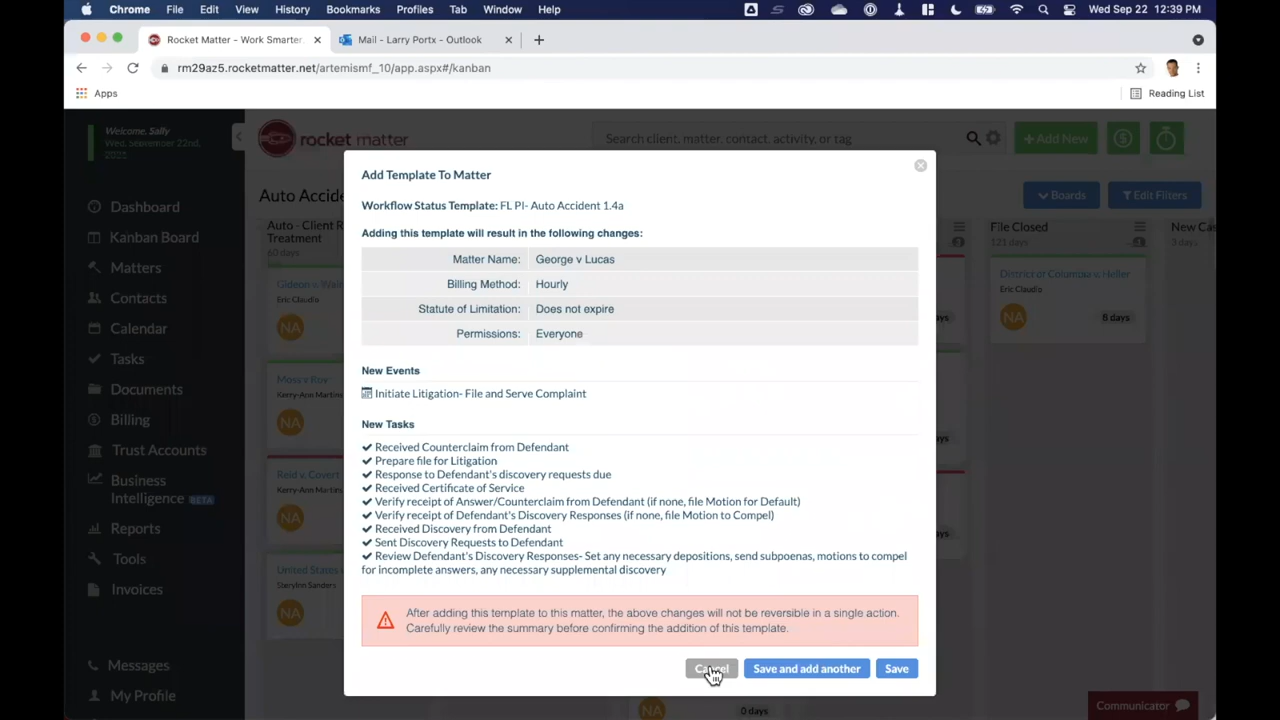 Chrome File Edit View History Bookmarks Profiles Tab Window Help Wed Sep 22 12:39 PM
Rocket Matter - Work Smarter. Mail - Larry Portx - Outlook
rm29az5.rocketmatter.net/artemismf_10/app.aspx#/kanban
Apps Reading List
Welcome, Sally
Wed, September 22nd,
2021
rocket matter
Search client, matter, contact, activity, or tag
+ Add New
Auto Accide
Boards
Edit Filters
Auto - Client R
Treatment
60 days
File Closed
121 days
New Cas
3 days
Dashboard
Kanban Board
Matters
Contacts
Calendar
Tasks
Documents
Billing
Trust Accounts
Business
Intelligence BETA
Reports
Tools
Invoices
Messages
My Profile
Gideon v Wain
Eric Claudio
NA
Moss v Roy
Kerry-Ann Martins
NA
Reid v. Covert
Kerry-Ann Martins
NA
United States v
Sherylnn Sanders
NA
District of Columbia v Heller
Eric Claudio
NA
6 days
ays
ays
ays
Add Template To Matter
Workflow Status Template: FL PI- Auto Accident 1.4a
Adding this template will result in the following changes:
Matter Name: George v Lucas
Billing Method: Hourly
Statute of Limitation: Does not expire
Permissions: Everyone
New Events
Initiate Litigation- File and Serve Complaint
New Tasks
Received Counterclaim from Defendant
Prepare file for Litigation
Response to Defendant's discovery requests due
Received Certificate of Service
Verify receipt of Answer/Counterclaim from Defendant (if none, file Motion for Default)
Verify receipt of Defendant's Discovery Responses (if none, file Motion to Compel)
Received Discovery from Defendant
Sent Discovery Requests to Defendant
Review Defendant's Discovery Responses- Set any necessary depositions, send subpoenas, motions to compel
for incomplete answers, any necessary supplemental discovery
After adding this template to this matter, the above changes will not be reversible in a single action.
Carefully review the summary before confirming the addition of this template.
Cancel
Save and add another
Save
NA
0 days
Communicator